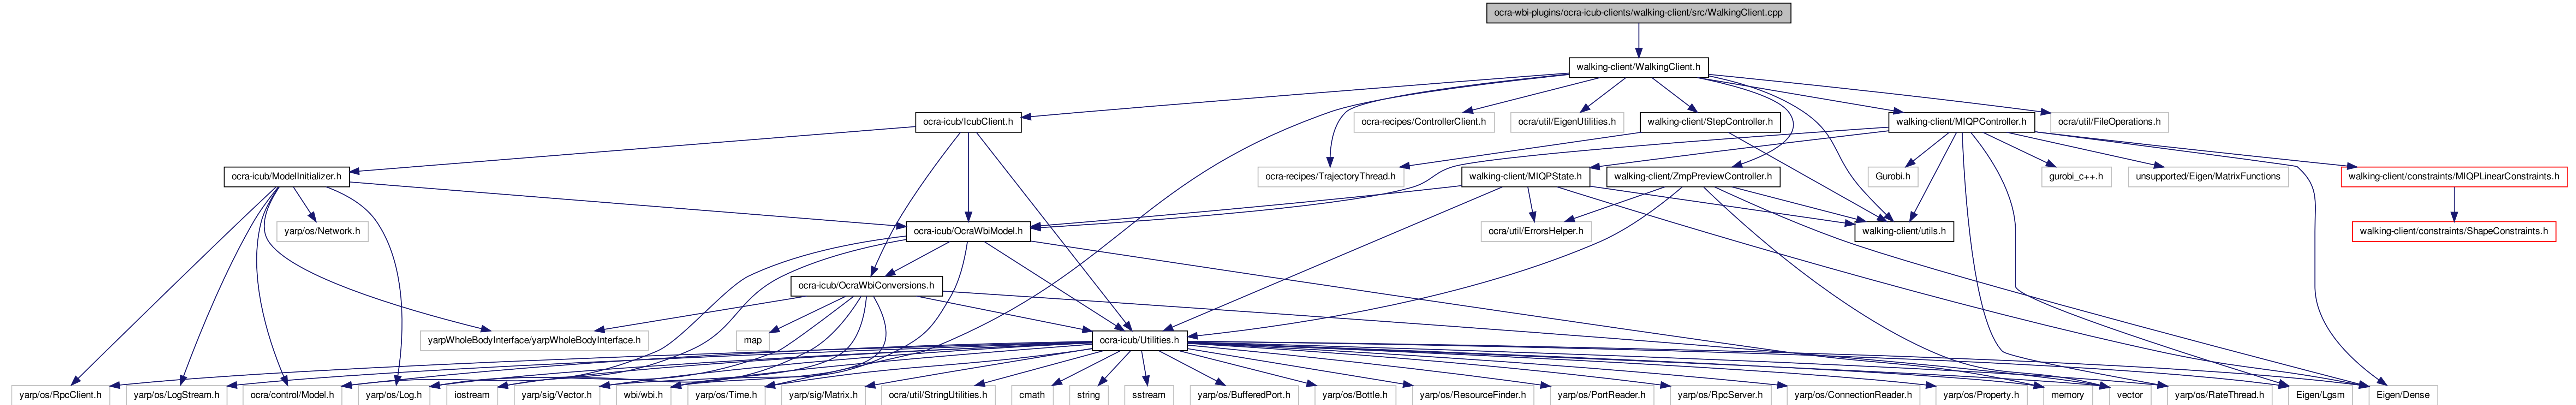 ocra-wbi-plugins/ocra-icub-clients/walking-client/src/WalkingClient.cpp
walking-client/WalkingClient.h
ocra-icub/IcubClient.h
ocra-recipes/ControllerClient.h
ocra/util/EigenUtilities.h
walking-client/StepController.h
walking-client/MIQPController.h
ocra/util/FileOperations.h
ocra-icub/ModelInitializer.h
ocra-recipes/TrajectoryThread.h
walking-client/MIQPState.h
walking-client/ZmpPreviewController.h
Gurobi.h
gurobi_c++.h
unsupported/Eigen/MatrixFunctions
walking-client/constraints/MIQPLinearConstraints.h
yarp/os/Network.h
ocra-icub/OcraWbiModel.h
ocra/util/ErrorsHelper.h
walking-client/utils.h
walking-client/constraints/ShapeConstraints.h
ocra-icub/OcraWbiConversions.h
yarpWholeBodyInterface/yarpWholeBodyInterface.h
map
ocra-icub/Utilities.h
yarp/os/RpcClient.h
yarp/os/LogStream.h
ocra/control/Model.h
yarp/os/Log.h
iostream
yarp/sig/Vector.h
wbi/wbi.h
yarp/os/Time.h
yarp/sig/Matrix.h
ocra/util/StringUtilities.h
cmath
string
sstream
yarp/os/BufferedPort.h
yarp/os/Bottle.h
yarp/os/ResourceFinder.h
yarp/os/PortReader.h
yarp/os/RpcServer.h
yarp/os/ConnectionReader.h
yarp/os/Property.h
memory
vector
yarp/os/RateThread.h
Eigen/Lgsm
Eigen/Dense